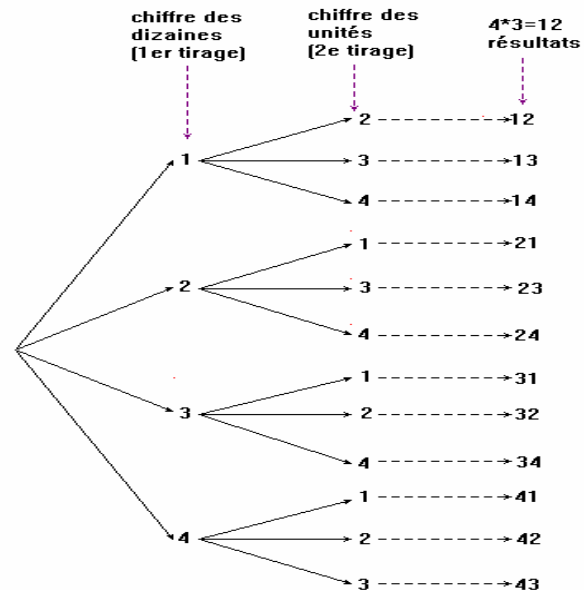 chiffre des
dizaines
(1er tirage)
chiffre des
unités
(2e tirage)
4*3=12
résultats
1
2 12
3 13
4 14
2
1 21
3 23
4 24
3
1 31
2 32
4 34
4
1 41
2 42
3 43